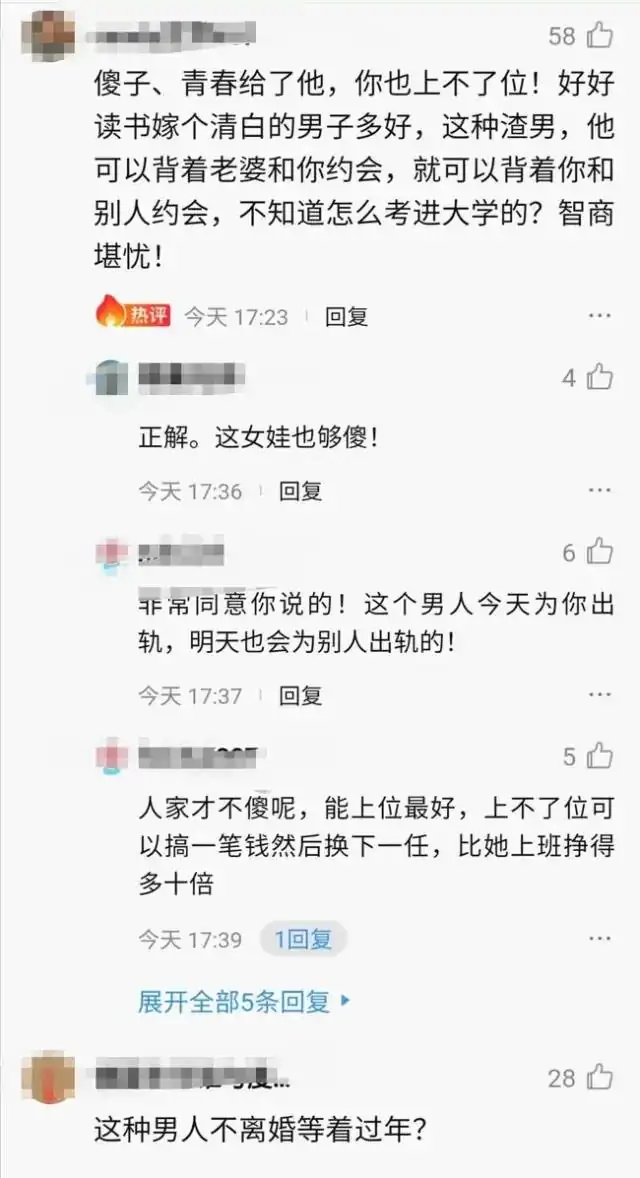 58
傻子、青春给了他，你也上不了位！好好
读书嫁个清白的男子多好，这种渣男，他
可以背着老婆和你约会，就可以背着你和
别人约会，不知道怎么考进大学的？智商
堪忧！
热评 今天 17:23 回复
4
正解。这女娃也够傻！
今天 17:36 回复
6
非常同意你说的！这个男人今天为你出
轨，明天也会为别人出轨的！
今天 17:37 回复
5
人家才不傻呢，能上位最好，上不了位可
以搞一笔钱然后换下一任，比她上班挣得
多十倍
今天 17:39 1回复
展开全部5条回复
28
这种男人不离婚等着过年？